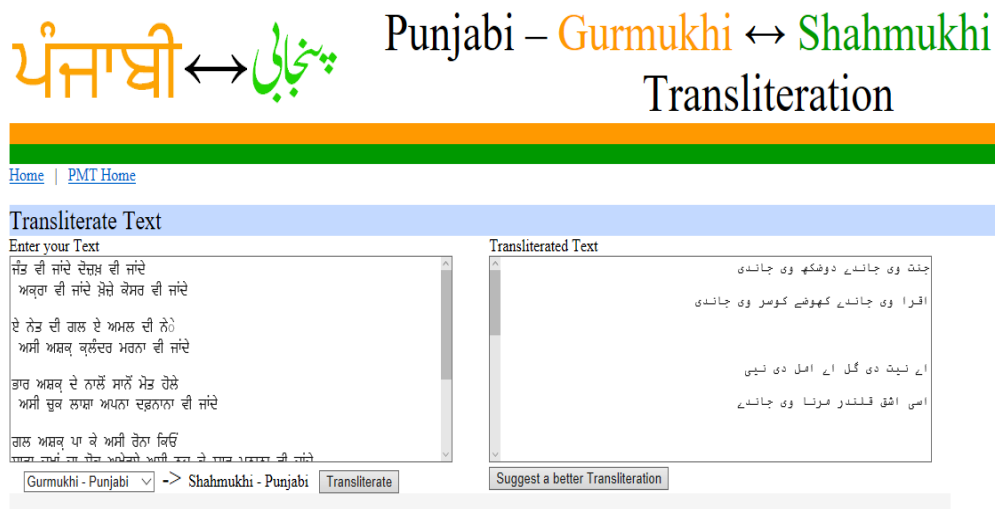 ਪੰਜਾਬੀ↔پنجابی
Punjabi – Gurmukhi ↔ Shahmukhi
Transliteration
Home | PMT Home
Transliterate Text
Enter your Text
ਜੰਤ ਵੀ ਜਾਂਦੇ ਦੋਜ਼ਖ਼ ਵੀ ਜਾਂਦੇ
ਅਕ੍ਰਾ ਵੀ ਜਾਂਦੇ ਖ਼ੋਜ਼ੇ ਕੋਸਰ ਵੀ ਜਾਂਦੇ
ਏ ਨੇਤ ਦੀ ਗਲ ਏ ਅਮਲ ਦੀ ਨੇੇ
ਅਸੀ ਅਸ਼ਕ੍ ਕ੍ਲੰਦਰ ਮਰਨਾ ਵੀ ਜਾਂਦੇ
ਭਾਰ ਅਸ਼ਕ੍ ਦੇ ਨਾਲੋਂ ਸਾਨੋਂ ਮੋਤ ਹੋਲੇ
ਅਸੀ ਚੁਕ ਲਾਸ਼ਾ ਅਪਨਾ ਦਫ਼ਨਾਨਾ ਵੀ ਜਾਂਦੇ
ਗਲ ਅਸ਼ਕ੍ ਪਾ ਕੇ ਅਸੀ ਰੋਨਾ ਕਿਓਂ
Transliterated Text
جنت وی جاندے دوضکھ وی جاندی
اقرا وی جاندے کھوضے کوسر وی جاندی
اے نیت دی گل اے امل دی نیی
اسی اشق قلندر مرنا وی جاندے
Gurmukhi - Punjabi -> Shahmukhi - Punjabi Transliterate
Suggest a better Transliteration